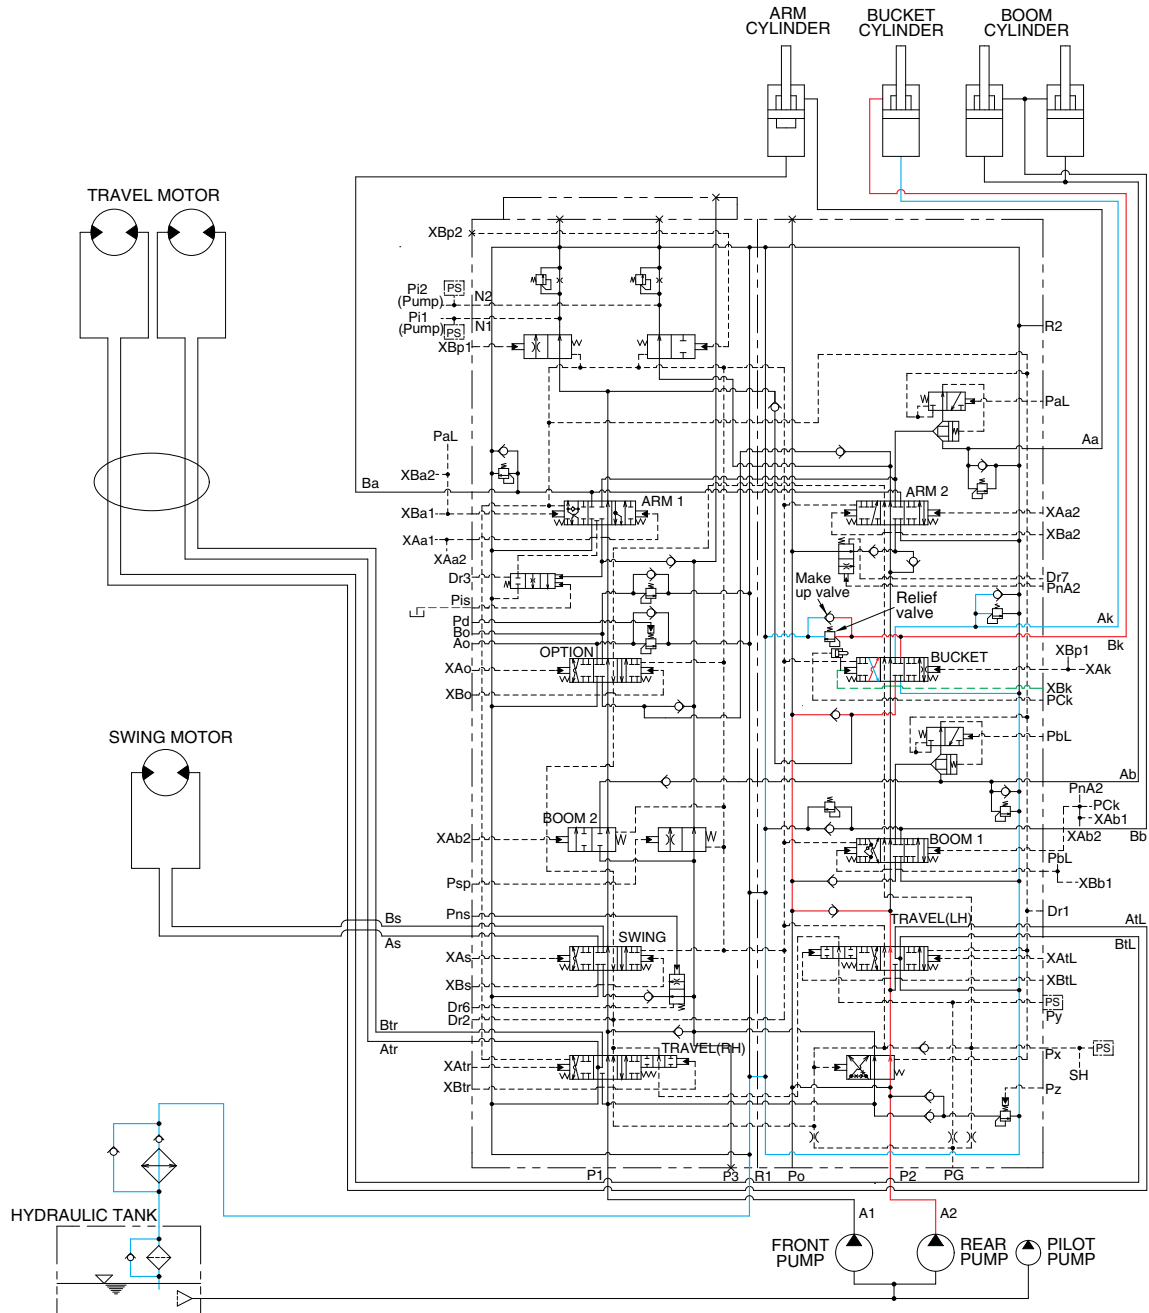 ARM
CYLINDER
BUCKET
CYLINDER
BOOM
CYLINDER
TRAVEL MOTOR
XBp2
Pi2
(Pump)
PS
N2
Pi1
(Pump)
PS
N1
XBp1
R2
PaL
Aa
PaL
XBa2
Ba
XBa1
ARM 1
ARM 2
XAa2
XBa2
XAa1
XAa2
Dr3
Pis
Pd
Bo
Ao
Dr7
PnA2
Make
up valve
Relief
valve
Ak
Bk
OPTION
XAo
XBo
BUCKET
XBp1
XAk
XBk
PCk
SWING MOTOR
PbL
Ab
PnA2
PCk
XAb1
XAb2
Bb
BOOM 2
XAb2
BOOM 1
PbL
XBb1
Psp
Pns
Dr1
Bs
As
SWING
TRAVEL(LH)
AtL
BtL
XAs
XBs
XAtL
XBtL
Dr6
Dr2
PS
Py
Btr
Atr
TRAVEL(RH)
XAtr
XBtr
Px
PS
SH
Pz
P1
P3
R1
Po
P2
PG
HYDRAULIC TANK
A1
A2
FRONT
PUMP
REAR
PUMP
PILOT
PUMP